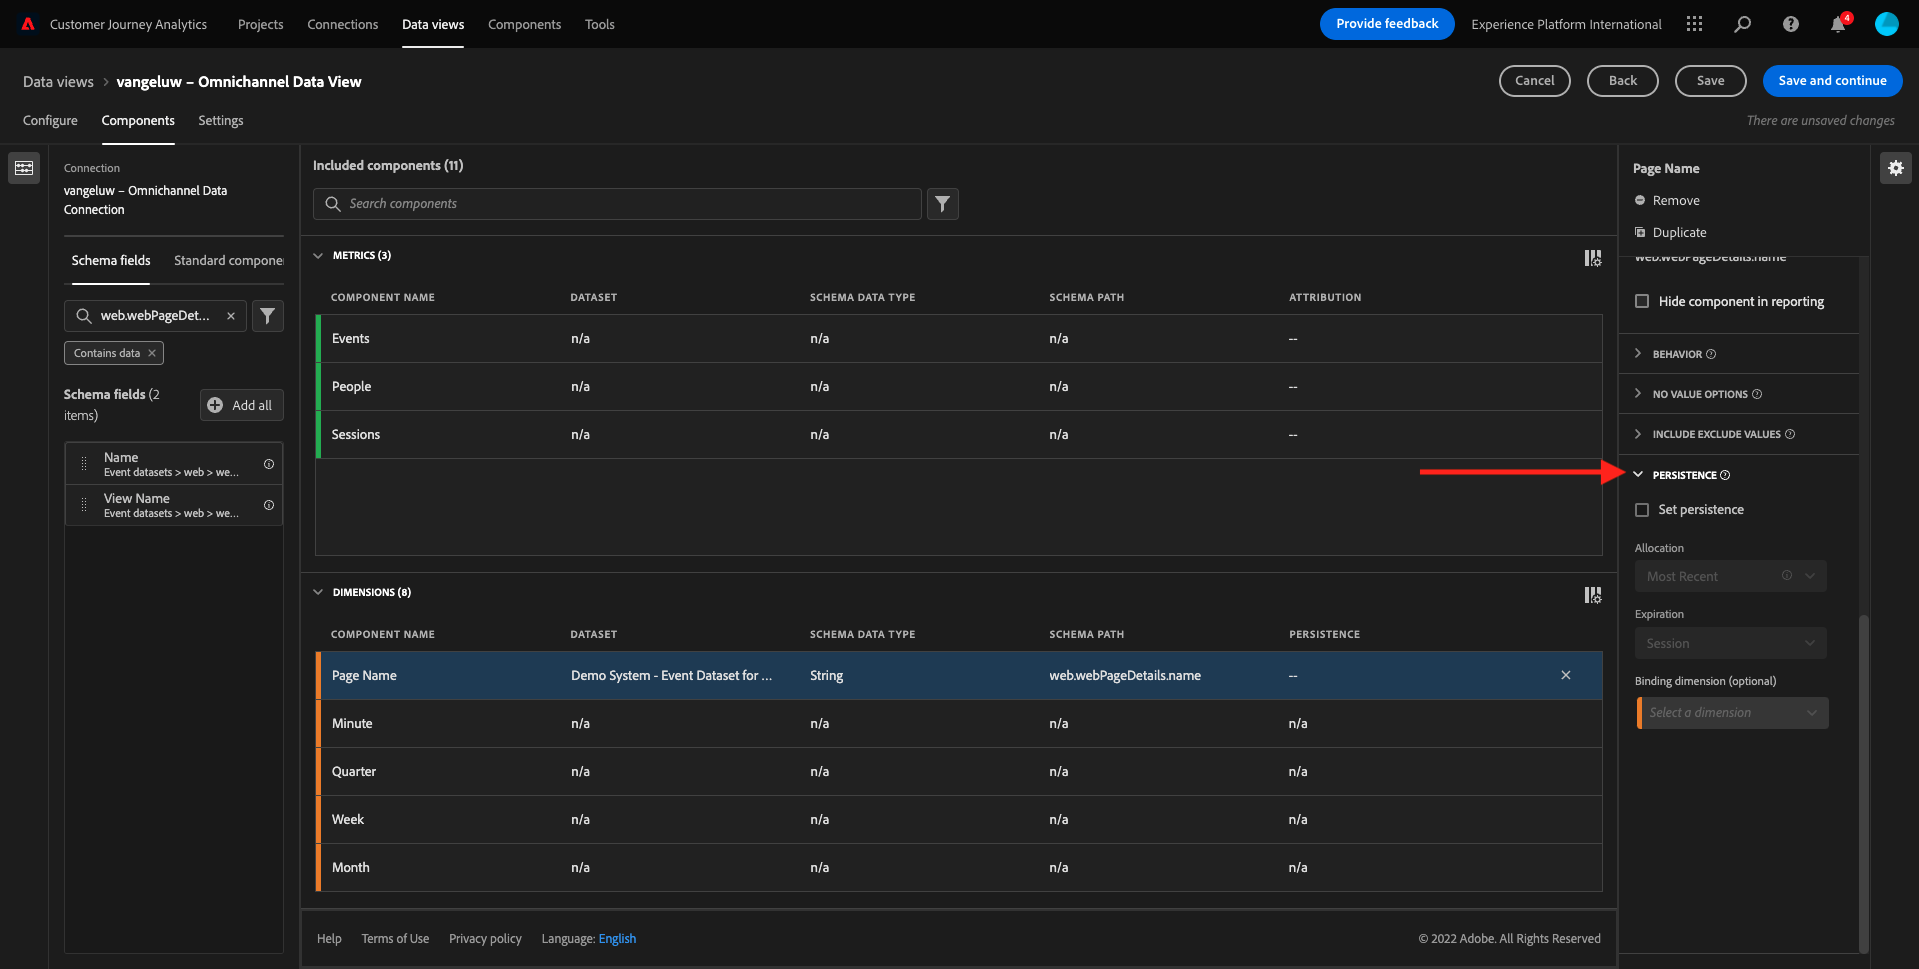 Customer Journey Analytics
Projects
Connections
Data views
Components
Tools
Provide feedback
Experience Platform International
4
Data views > vangeluw – Omnichannel Data View
Cancel
Back
Save
Save and continue
Configure
Components
Settings
There are unsaved changes
Connection
vangeluw – Omnichannel Data
Connection
Schema fields
Standard compone
web.webPageDet...
Contains data
Schema fields (2
items)
Add all
Name
Event datasets > web > we...
View Name
Event datasets > web > we...
Included components (11)
Search components
METRICS (3)
COMPONENT NAME DATASET SCHEMA DATA TYPE SCHEMA PATH ATTRIBUTION
Events n/a n/a n/a --
People n/a n/a n/a --
Sessions n/a n/a n/a --
DIMENSIONS (8)
COMPONENT NAME DATASET SCHEMA DATA TYPE SCHEMA PATH PERSISTENCE
Page Name Demo System - Event Dataset for ... String web.webPageDetails.name --
Minute n/a n/a n/a n/a
Quarter n/a n/a n/a n/a
Week n/a n/a n/a n/a
Month n/a n/a n/a n/a
Help
Terms of Use
Privacy policy
Language: English
© 2022 Adobe. All Rights Reserved
Page Name
Remove
Duplicate
web.webPageDetails.name
Hide component in reporting
BEHAVIOR
NO VALUE OPTIONS
INCLUDE EXCLUDE VALUES
PERSISTENCE
Set persistence
Allocation
Most Recent
Expiration
Session
Binding dimension (optional)
Select a dimension